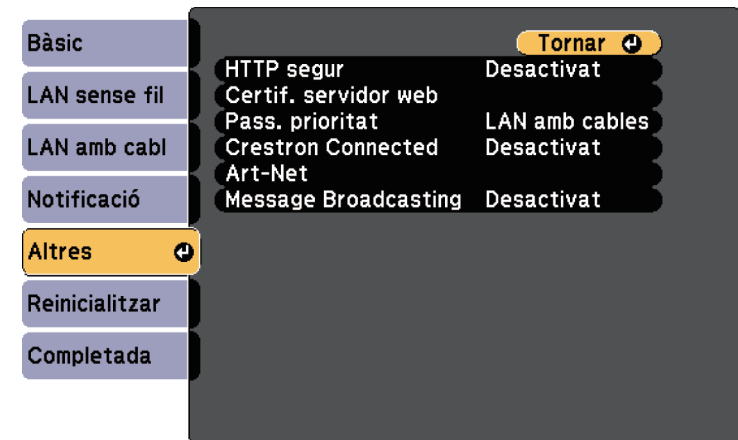 Bàsic
LAN sense fil
LAN amb cabl
Notificació
Altres
Reinicialitzar
Completada
Tornar
HTTP segur Desactivat
Certif. servidor web
Pass. prioritat LAN amb cables
Crestron Connected Desactivat
Art-Net
Message Broadcasting Desactivat